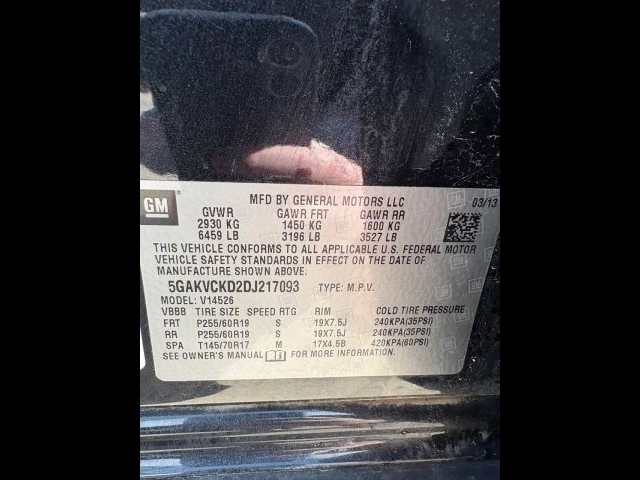 GM
MFD BY GENERAL MOTORS LLC 03/13
GVWR GAWR FRT GAWR RR
2930 KG 1450 KG 1600 KG
6459 LB 3196 LB 3527 LB
THIS VEHICLE CONFORMS TO ALL APPLICABLE U.S. FEDERAL MOTOR
VEHICLE SAFETY STANDARDS IN EFFECT ON THE DATE OF
MANUFACTURE SHOWN ABOVE.
5GAKVCKD2DJ217093 TYPE: M.P.V.
MODEL: V14526
VBBB TIRE SIZE SPEED RTG RIM COLD TIRE PRESSURE
FRT P255/60R19 S 19X7.5J 240KPA(35PSI)
RR P255/60R19 S 19X7.5J 240KPA(35PSI)
SPA T145/70R17 M 17X4.5B 420KPA(60PSI)
SEE OWNER'S MANUAL FOR MORE INFORMATION